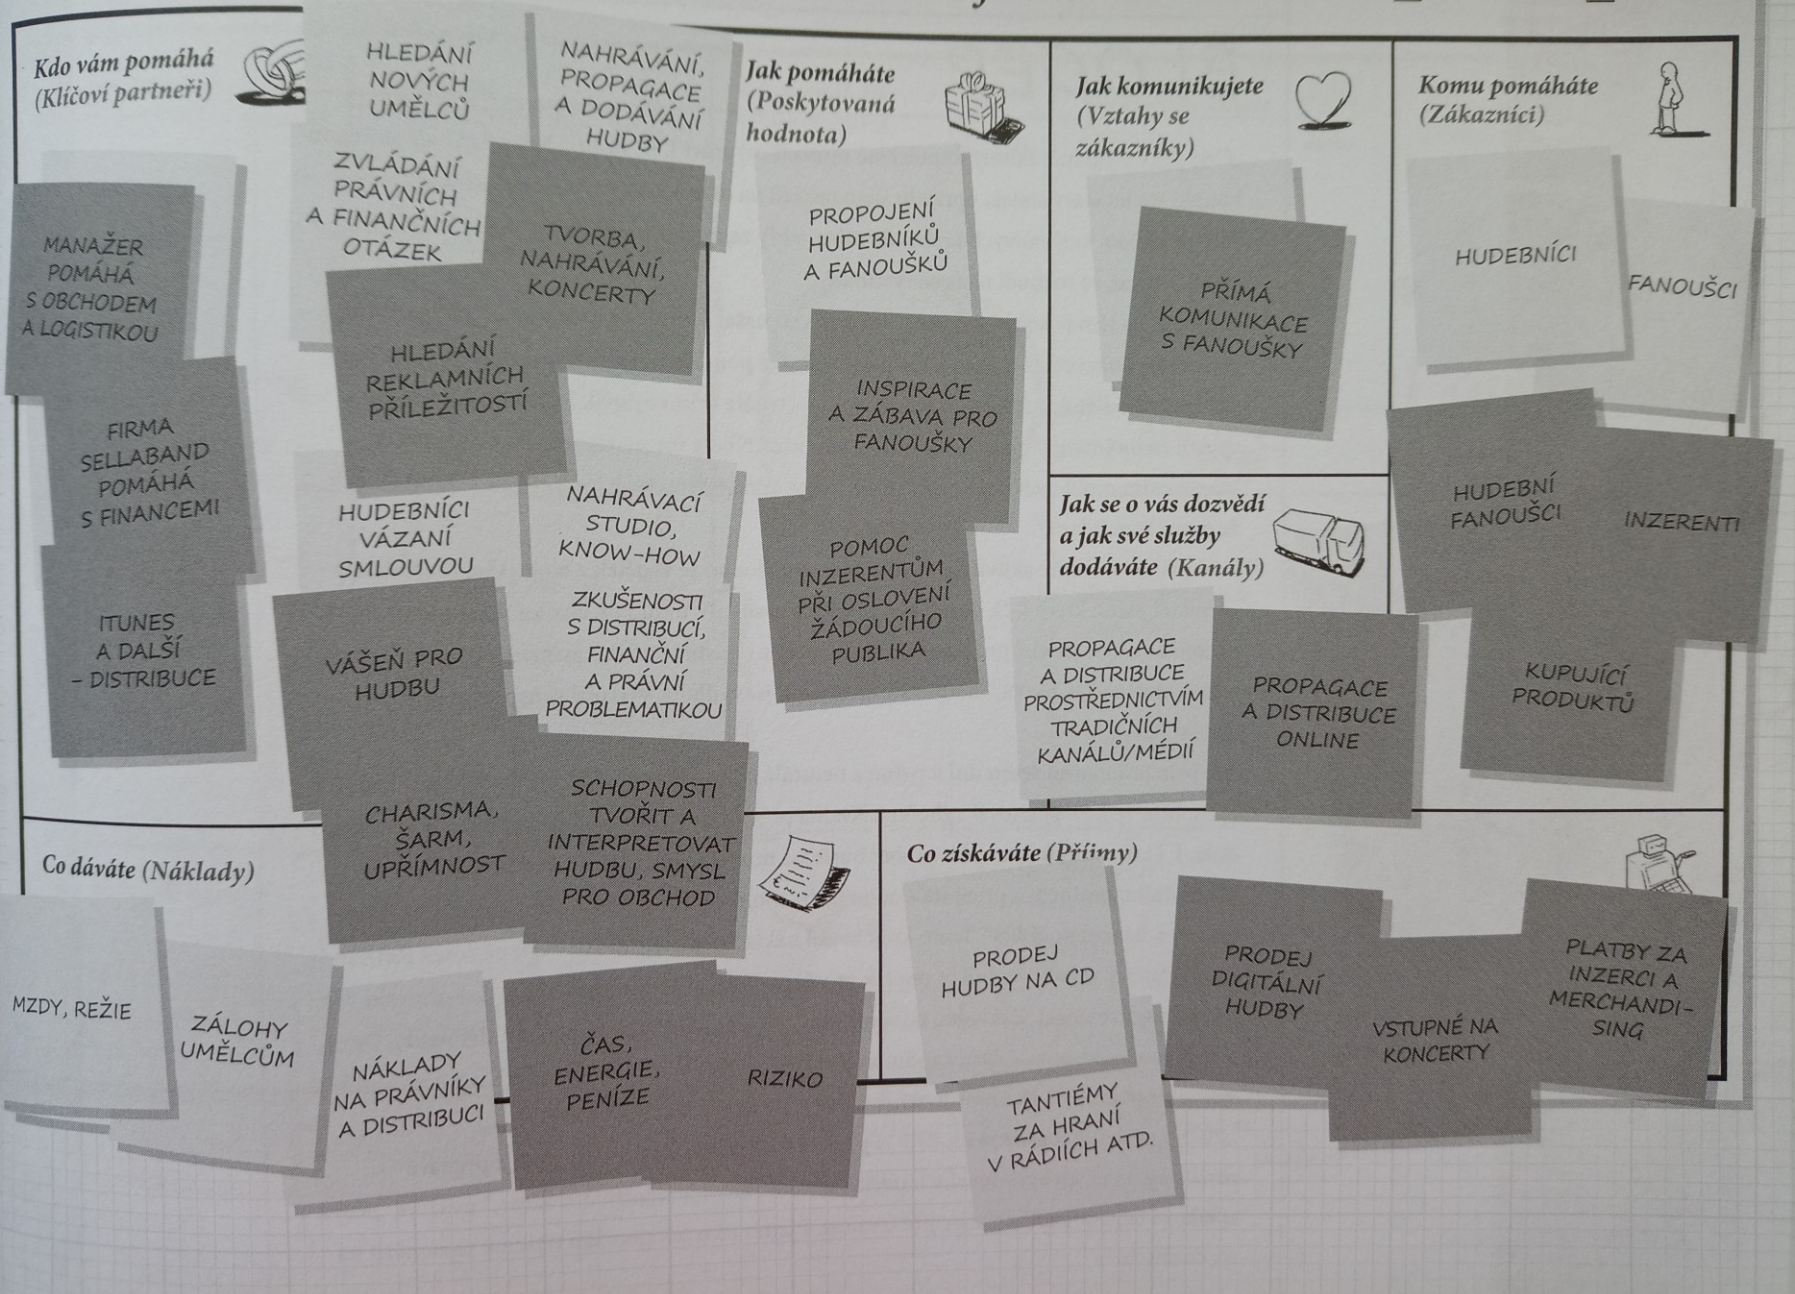 Kdo vám pomáhá
(Klíčoví partneři)
MANAŽER
POMÁHÁ
S OBCHODEM
A LOGISTIKOU
FIRMA
SELLABAND
POMÁHÁ
S FINANCEMI
ITUNES
A DALŠÍ
– DISTRIBUCE
HLEDÁNÍ
NOVÝCH
UMĚLCŮ
ZVLÁDÁNÍ
PRÁVNÍCH
A FINANČNÍCH
OTÁZEK
NAHRÁVÁNÍ,
PROPAGACE
A DODÁVÁNÍ
HUDBY
TVORBA,
NAHRÁVÁNÍ,
KONCERTY
HLEDÁNÍ
REKLAMNÍCH
PŘÍLEŽITOSTÍ
HUDEBNÍCI
VÁZANÍ
SMLOUVOU
NAHRÁVACÍ
STUDIO,
KNOW-HOW
ZKUŠENOSTI
S DISTRIBUCÍ,
FINANČNÍ
A PRÁVNÍ
PROBLEMATIKOU
VÁŠEŇ PRO
HUDBU
CHARISMA,
ŠARM,
UPŘÍMNOST
SCHOPNOSTI
TVOŘIT A
INTERPRETOVAT
HUDBU, SMYSL
PRO OBCHOD
Jak pomáháte
(Poskytovaná
hodnota)
PROPOJENÍ
HUDEBNÍKŮ
A FANOUŠKŮ
INSPIRACE
A ZÁBAVA PRO
FANOUŠKY
POMOC
INZERENTŮM
PŘI OSLOVENÍ
ŽÁDOUCÍHO
PUBLIKA
Jak komunikujete
(Vztahy se
zákazníky)
PŘÍMÁ
KOMUNIKACE
S FANOUŠKY
Jak se o vás dozvědí
a jak své služby
dodáváte (Kanály)
PROPAGACE
A DISTRIBUCE
PROSTŘEDNICTVÍM
TRADIČNÍCH
KANÁLŮ/MÉDIÍ
PROPAGACE
A DISTRIBUCE
ONLINE
Komu pomáháte
(Zákazníci)
HUDEBNÍCI
FANOUŠCI
HUDEBNÍ
FANOUŠCI
INZERENTI
KUPUJÍCÍ
PRODUKTŮ
Co dáváte (Náklady)
MZDY, REŽIE
ZÁLOHY
UMĚLCŮM
NÁKLADY
NA PRÁVNÍKY
A DISTRIBUCI
ČAS,
ENERGIE,
PENÍZE
RIZIKO
Co získáváte (Příjmy)
PRODEJ
HUDBY NA CD
TANTIÉMY
ZA HRANÍ
V RÁDIÍCH ATD.
PRODEJ
DIGITÁLNÍ
HUDBY
VSTUPNÉ NA
KONCERTY
PLATBY ZA
INZERCI A
MERCHANDI-
SING